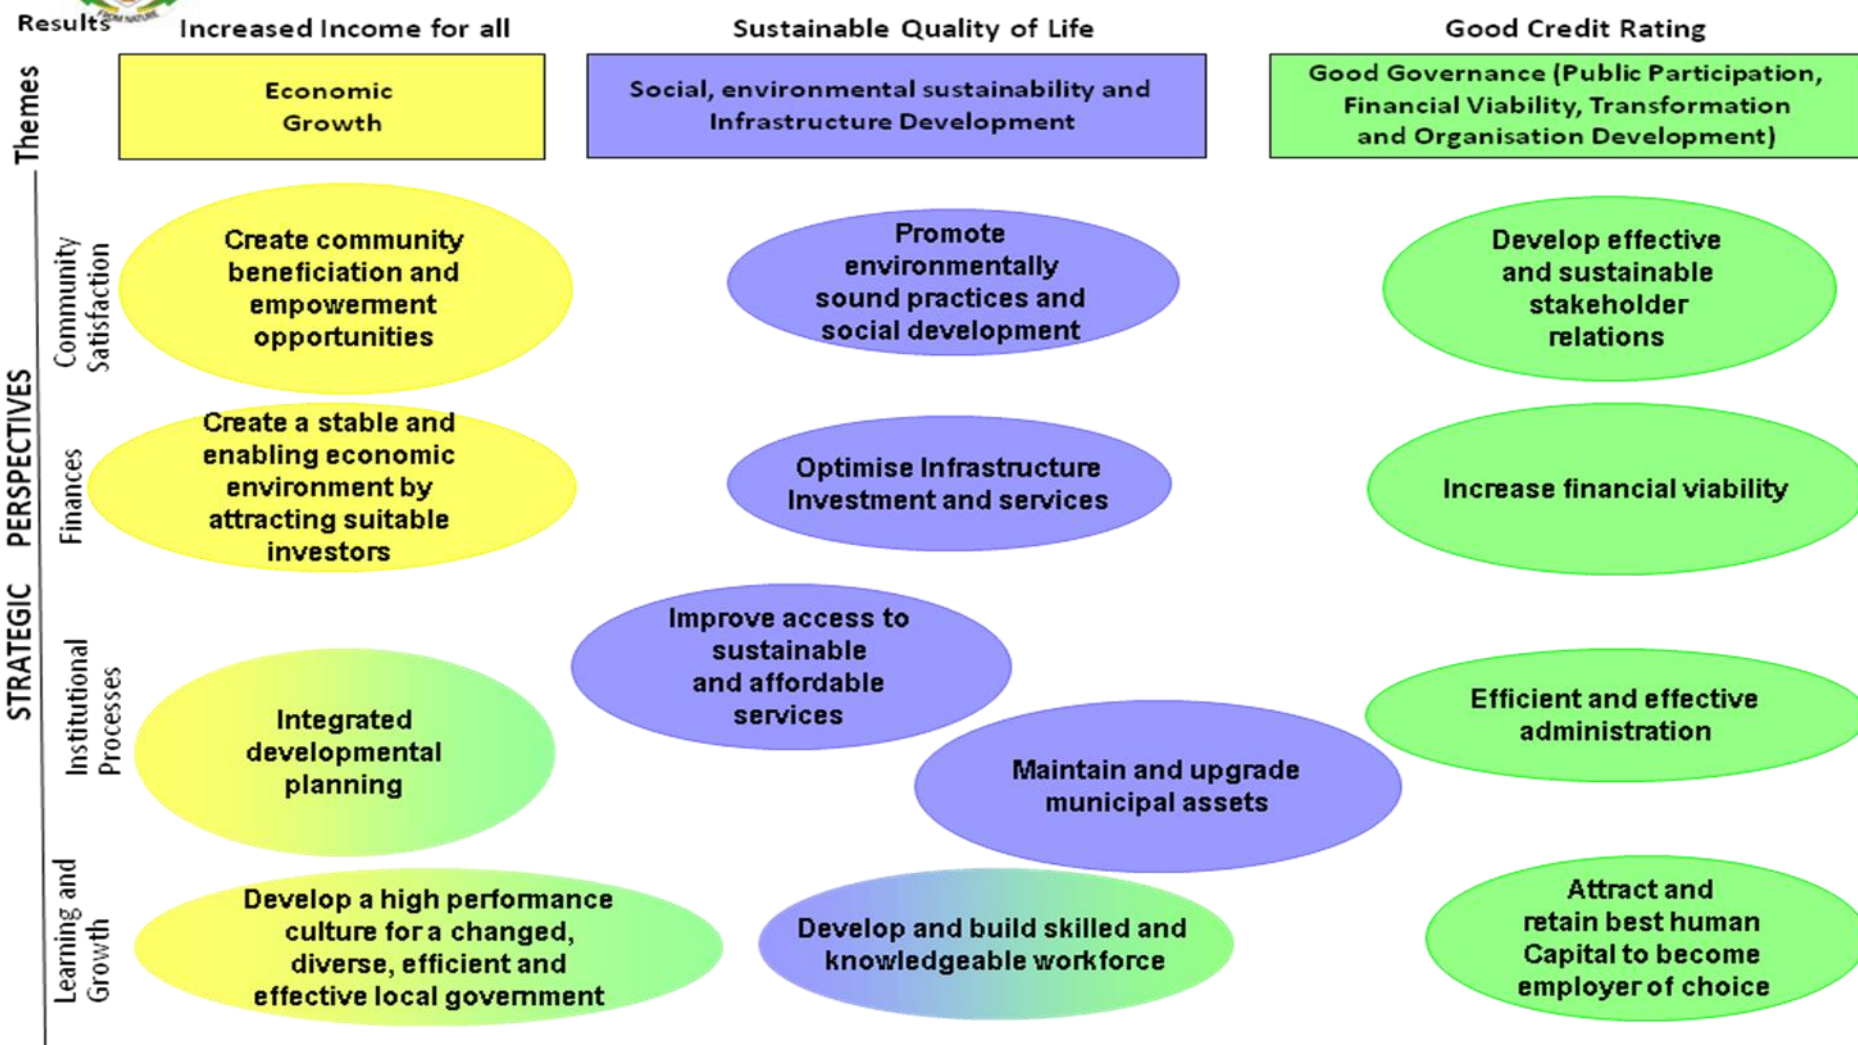 FROM NATURE
Results
Increased Income for all
Sustainable Quality of Life
Good Credit Rating
Themes
Economic
Growth
Social, environmental sustainability and
Infrastructure Development
Good Governance (Public Participation,
Financial Viability, Transformation
and Organisation Development)
STRATEGIC PERSPECTIVES
Community
Satisfaction
Create community
beneficiation and
empowerment
opportunities
Promote
environmentally
sound practices and
social development
Develop effective
and sustainable
stakeholder
relations
Finances
Create a stable and
enabling economic
environment by
attracting suitable
investors
Optimise Infrastructure
Investment and services
Increase financial viability
Institutional
Processes
Integrated
developmental
planning
Improve access to
sustainable
and affordable
services
Maintain and upgrade
municipal assets
Efficient and effective
administration
Learning and
Growth
Develop a high performance
culture for a changed,
diverse, efficient and
effective local government
Develop and build skilled and
knowledgeable workforce
Attract and
retain best human
Capital to become
employer of choice